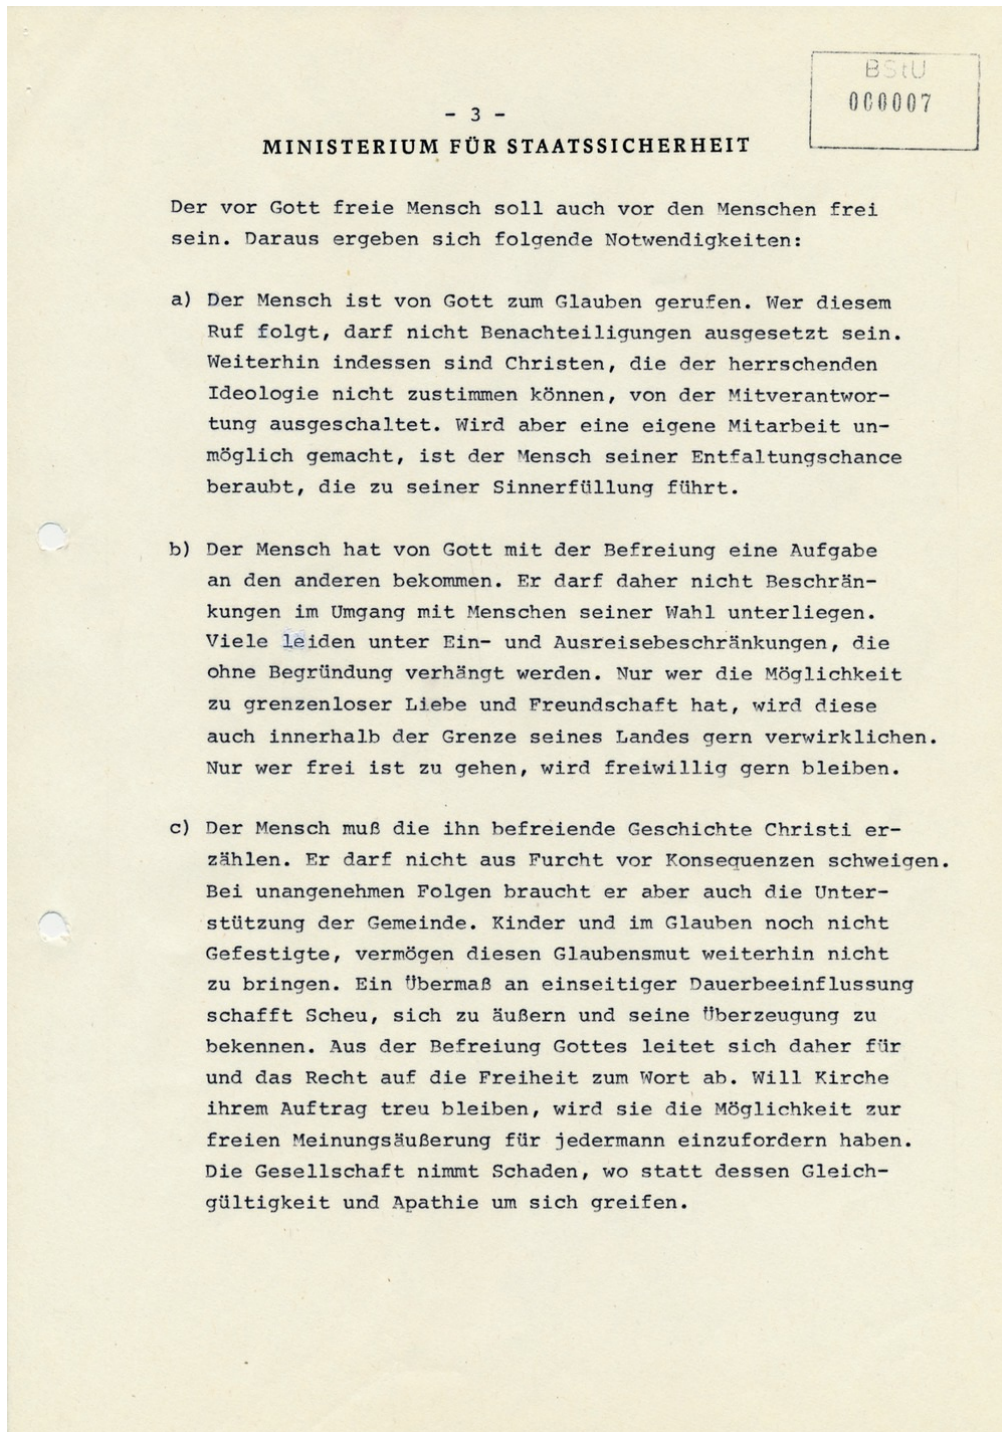 BStU
000007
- 3 -
MINISTERIUM FÜR STAATSSICHERHEIT
Der vor Gott freie Mensch soll auch vor den Menschen frei
sein. Daraus ergeben sich folgende Notwendigkeiten:
a) Der Mensch ist von Gott zum Glauben gerufen. Wer diesem
Ruf folgt, darf nicht Benachteiligungen ausgesetzt sein.
Weiterhin indessen sind Christen, die der herrschenden
Ideologie nicht zustimmen können, von der Mitverantwor-
tung ausgeschaltet. Wird aber eine eigene Mitarbeit un-
möglich gemacht, ist der Mensch seiner Entfaltungschance
beraubt, die zu seiner Sinnerfüllung führt.
b) Der Mensch hat von Gott mit der Befreiung eine Aufgabe
an den anderen bekommen. Er darf daher nicht Beschrän-
kungen im Umgang mit Menschen seiner Wahl unterliegen.
Viele leiden unter Ein- und Ausreisebeschränkungen, die
ohne Begründung verhängt werden. Nur wer die Möglichkeit
zu grenzenloser Liebe und Freundschaft hat, wird diese
auch innerhalb der Grenze seines Landes gern verwirklichen.
Nur wer frei ist zu gehen, wird freiwillig gern bleiben.
c) Der Mensch muß die ihn befreiende Geschichte Christi er-
zählen. Er darf nicht aus Furcht vor Konsequenzen schweigen.
Bei unangenehmen Folgen braucht er aber auch die Unter-
stützung der Gemeinde. Kinder und im Glauben noch nicht
Gefestigte, vermögen diesen Glaubensmut weiterhin nicht
zu bringen. Ein Übermaß an einseitiger Dauerbeeinflussung
schafft Scheu, sich zu äußern und seine Überzeugung zu
bekennen. Aus der Befreiung Gottes leitet sich daher für
und das Recht auf die Freiheit zum Wort ab. Will Kirche
ihrem Auftrag treu bleiben, wird sie die Möglichkeit zur
freien Meinungsäußerung für jedermann einzufordern haben.
Die Gesellschaft nimmt Schaden, wo statt dessen Gleich-
gültigkeit und Apathie um sich greifen.